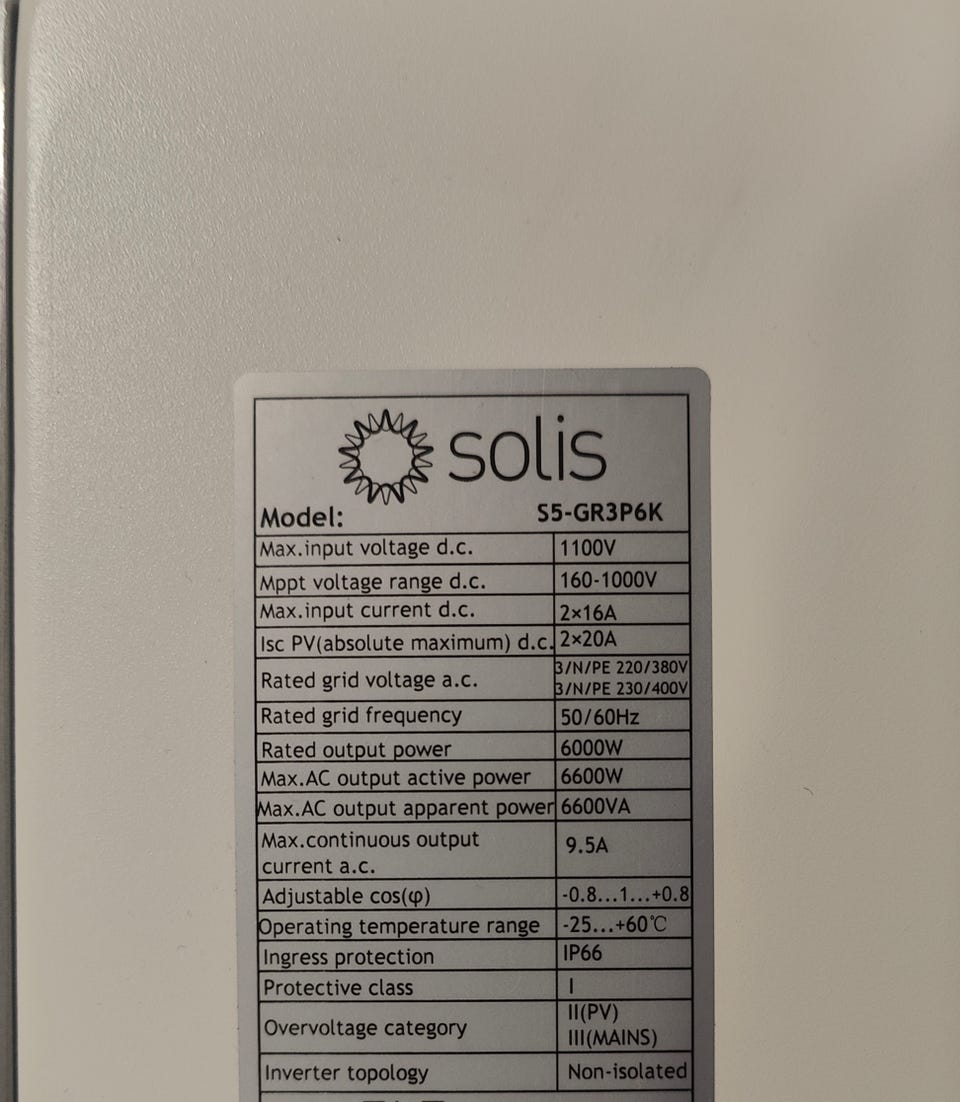 solis
Model: S5-GR3P6K
Max.input voltage d.c. 1100V
Mppt voltage range d.c. 160-1000V
Max.input current d.c. 2×16A
Isc PV(absolute maximum) d.c. 2×20A
Rated grid voltage a.c. 3/N/PE 220/380V
3/N/PE 230/400V
Rated grid frequency 50/60Hz
Rated output power 6000W
Max.AC output active power 6600W
Max.AC output apparent power 6600VA
Max.continuous output
current a.c. 9.5A
Adjustable cos(φ) -0.8...1...+0.8
Operating temperature range -25...+60℃
Ingress protection IP66
Protective class I
Overvoltage category II(PV)
III(MAINS)
Inverter topology Non-isolated